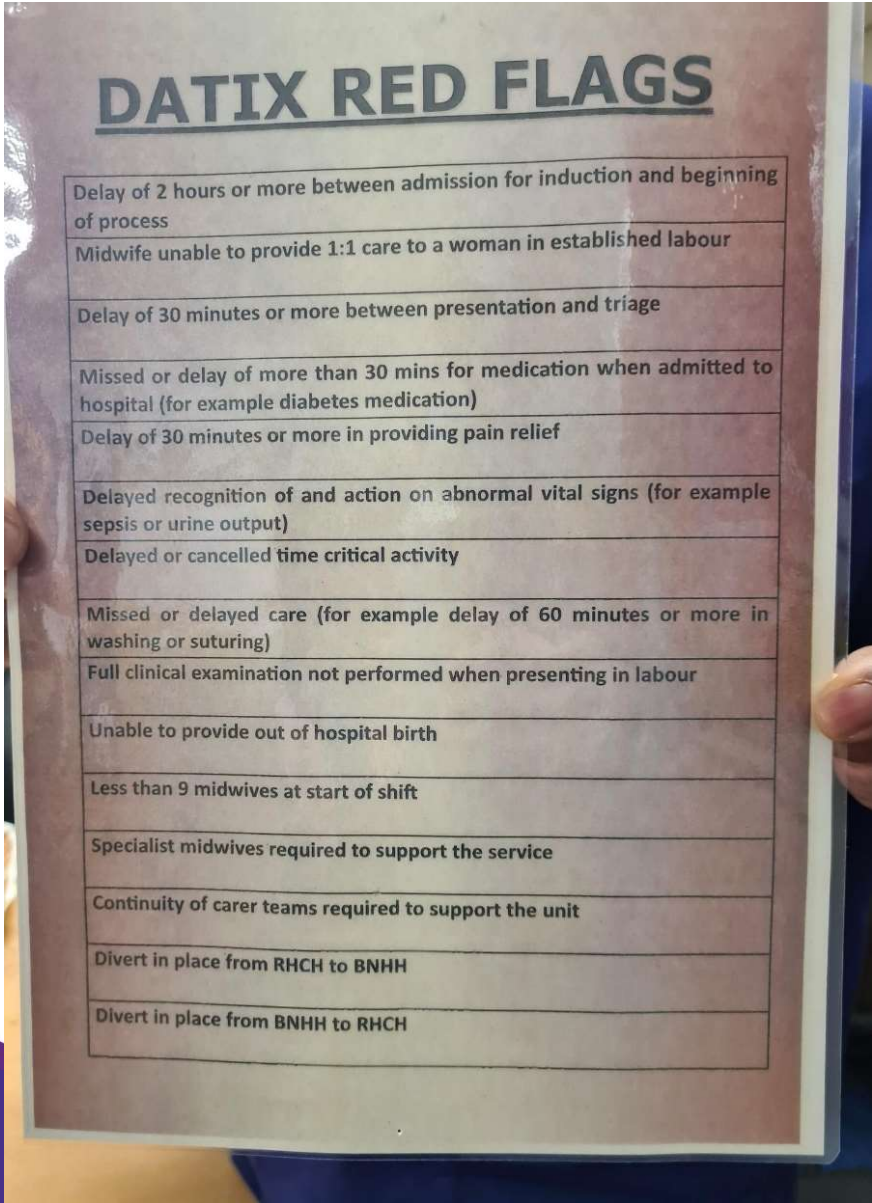 DATIX RED FLAGS
Delay of 2 hours or more between admission for induction and beginning
of process
Midwife unable to provide 1:1 care to a woman in established labour
Delay of 30 minutes or more between presentation and triage
Missed or delay of more than 30 mins for medication when admitted to
hospital (for example diabetes medication)
Delay of 30 minutes or more in providing pain relief
Delayed recognition of and action on abnormal vital signs (for example
sepsis or urine output)
Delayed or cancelled time critical activity
Missed or delayed care (for example delay of 60 minutes or more in
washing or suturing)
Full clinical examination not performed when presenting in labour
Unable to provide out of hospital birth
Less than 9 midwives at start of shift
Specialist midwives required to support the service
Continuity of carer teams required to support the unit
Divert in place from RHCH to BNHH
Divert in place from BNHH to RHCH